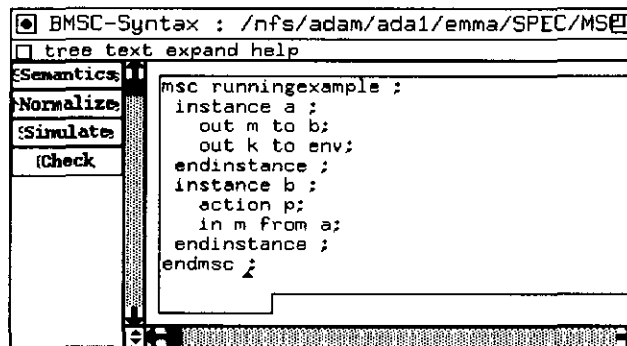 BMSC-Syntax : /nfs/adam/ada1/emma/SPEC/MS
tree text expand help
Semantics
Normalize
Simulate
Check
msc runningexample ;
instance a ;
out m to b;
out k to env;
endinstance ;
instance b ;
action p;
in m from a;
endinstance ;
endmsc ;